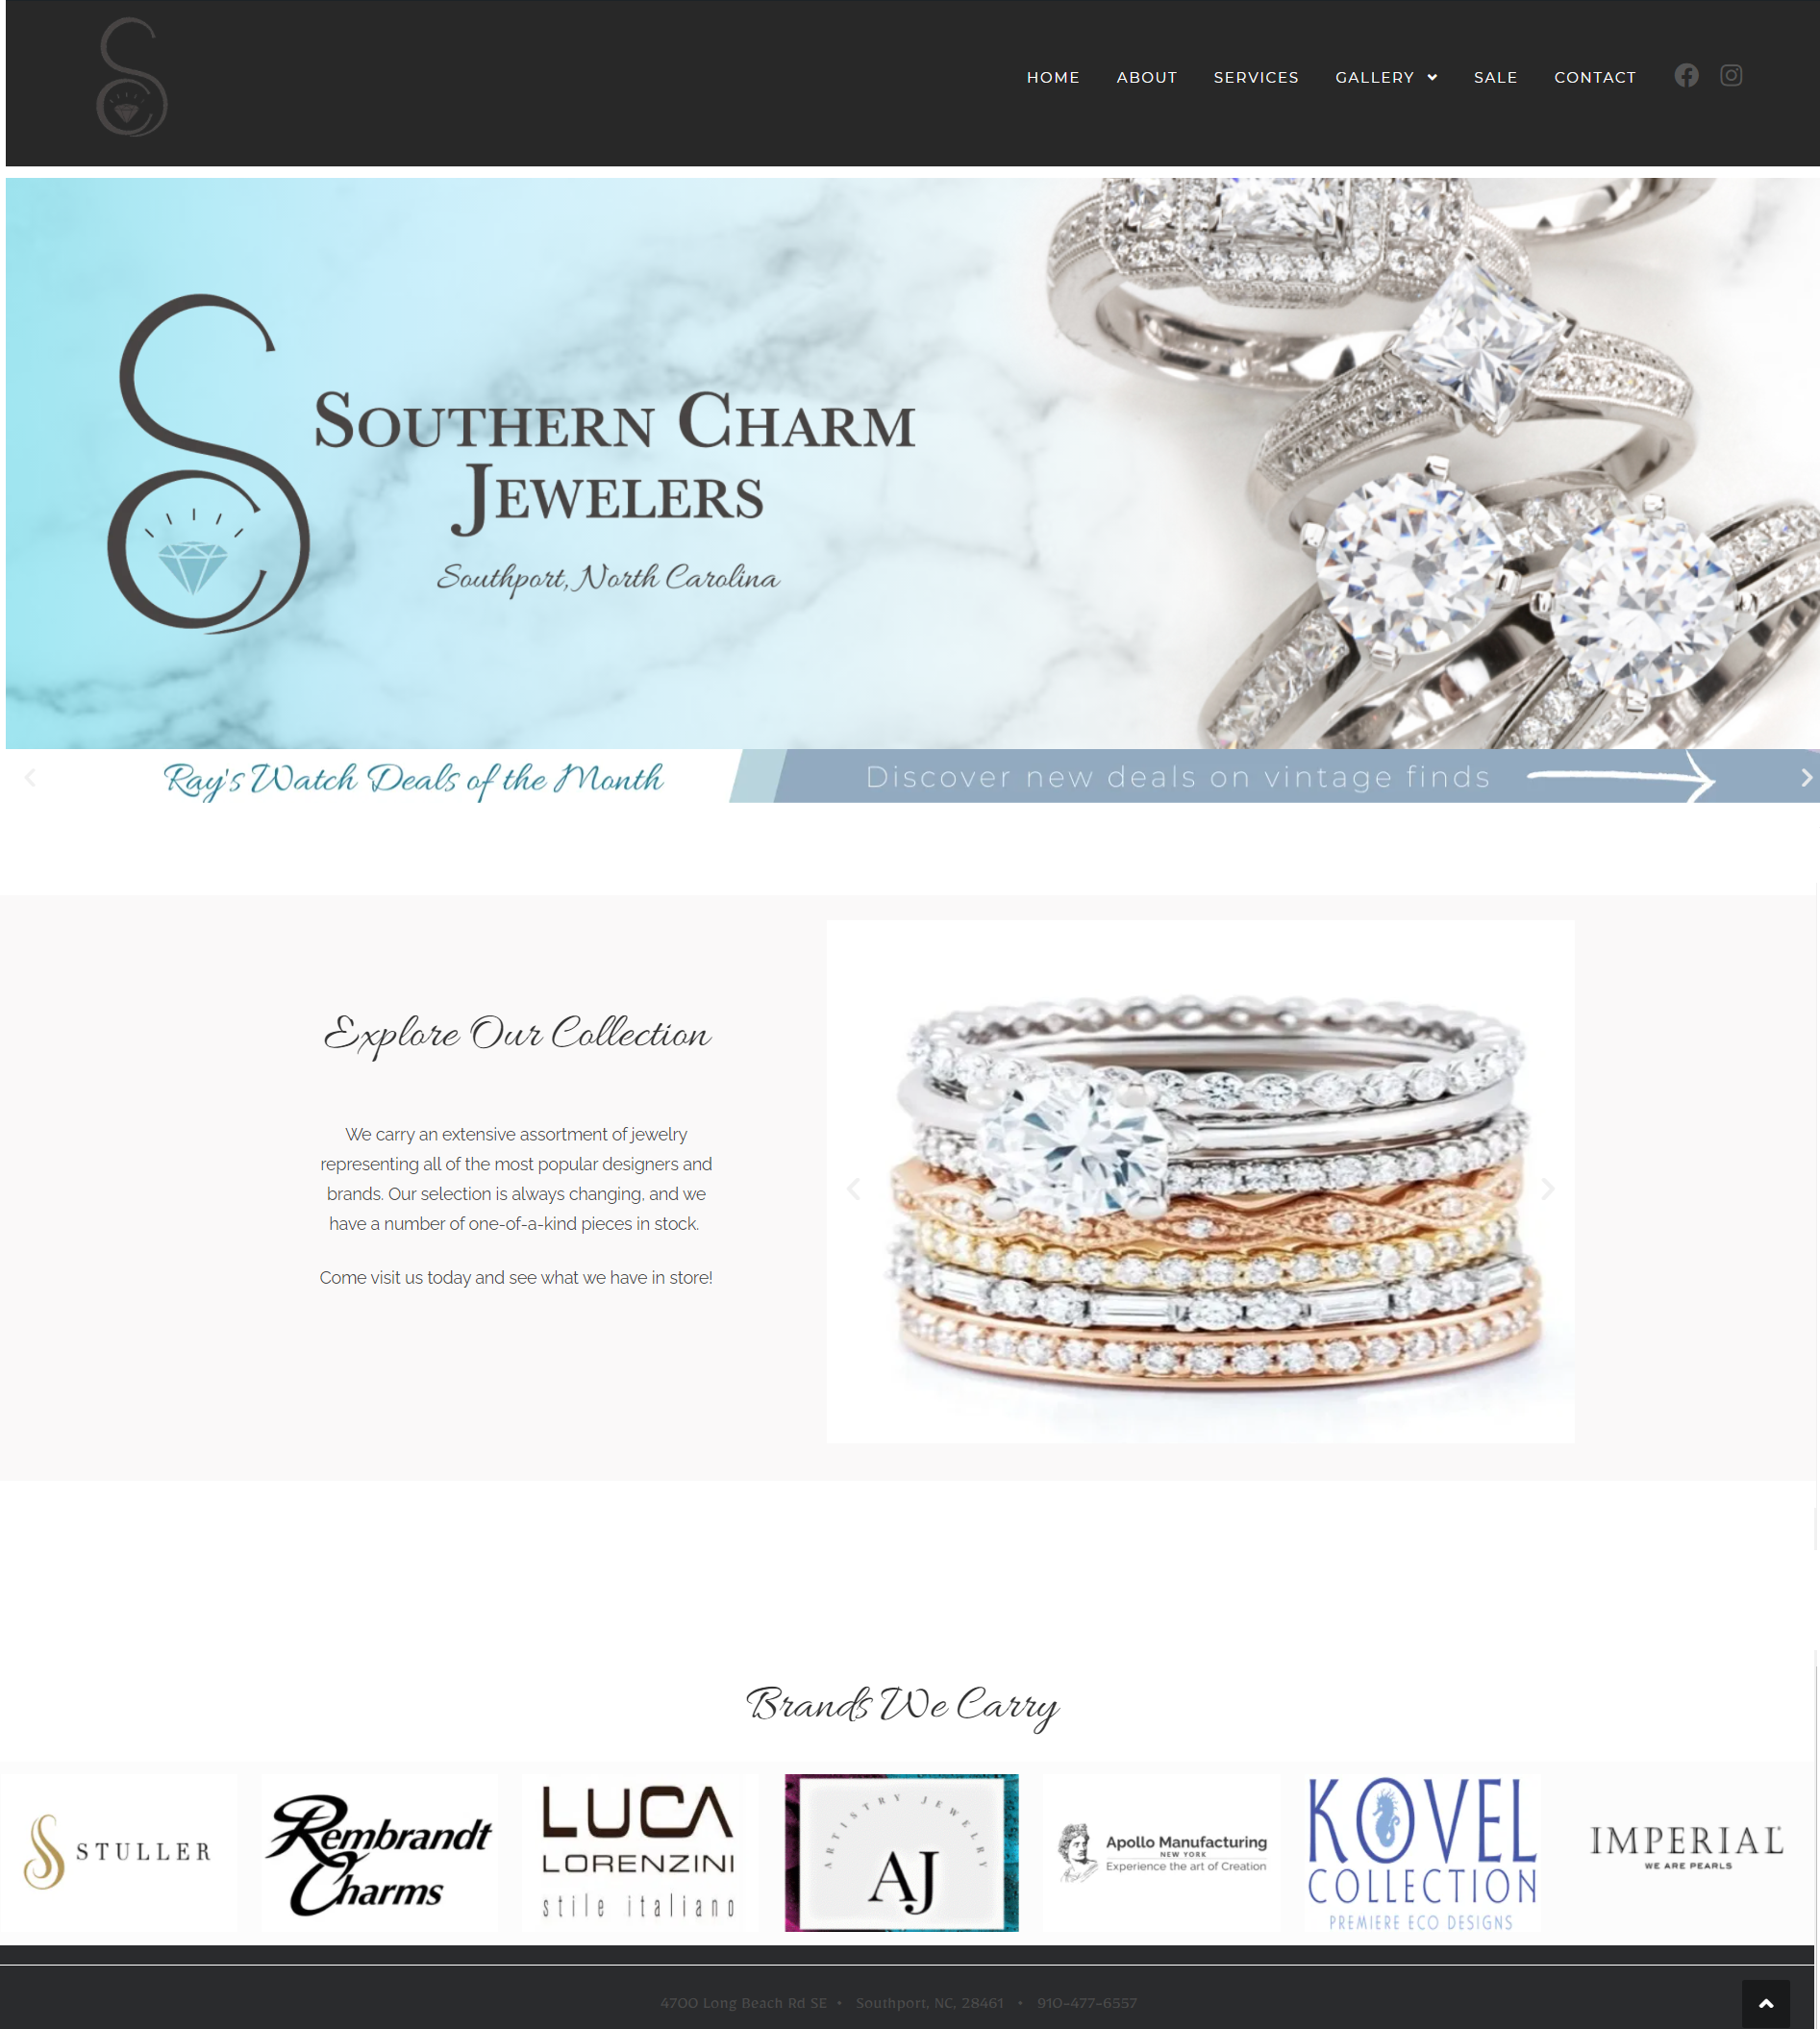 HOME ABOUT SERVICES GALLERY SALE CONTACT
SOUTHERN CHARM
JEWELERS
Southport, North Carolina
Ray's Watch Deals of the Month
Discover new deals on vintage finds
Explore Our Collection
We carry an extensive assortment of jewelry
representing all of the most popular designers and
brands. Our selection is always changing, and we
have a number of one-of-a-kind pieces in stock.
Come visit us today and see what we have in store!
Brands We Carry
STULLER
Rembrandt
Charms
LUCA
LORENZINI
stile italiano
ARTISTRY JEWELRY
AJ
Apollo Manufacturing
NEW YORK
Experience the art of Creation
KOVEL
COLLECTION
PREMIERE ECO DESIGNS
IMPERIAL
WE ARE PEARLS
4700 Long Beach Rd SE • Southport, NC, 28461 • 910-477-6557